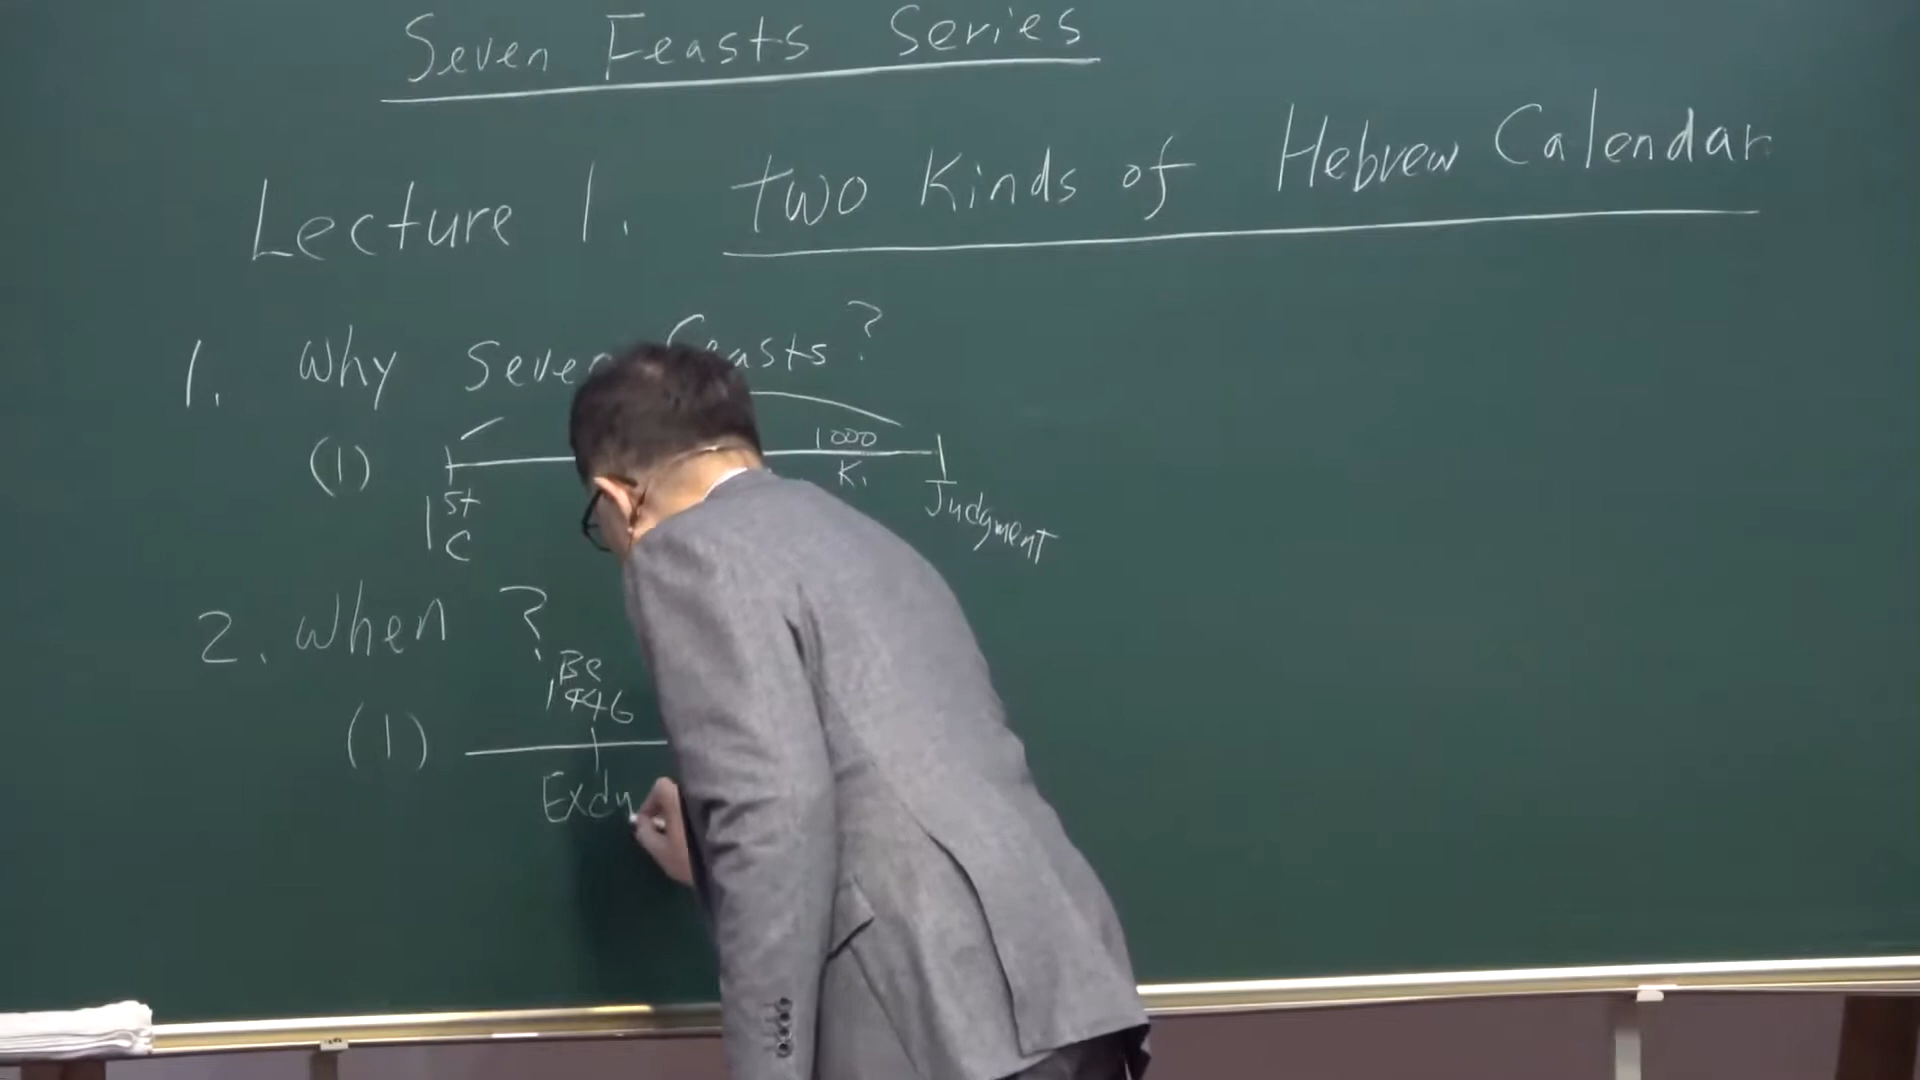 Seven Feasts Series
Lecture 1. Two Kinds of Hebrew Calendar
1. Why Seven Feasts?
(1)
1000
K.
1st
C
Judgment
2. When?
BC
1446
(1)
Exdu